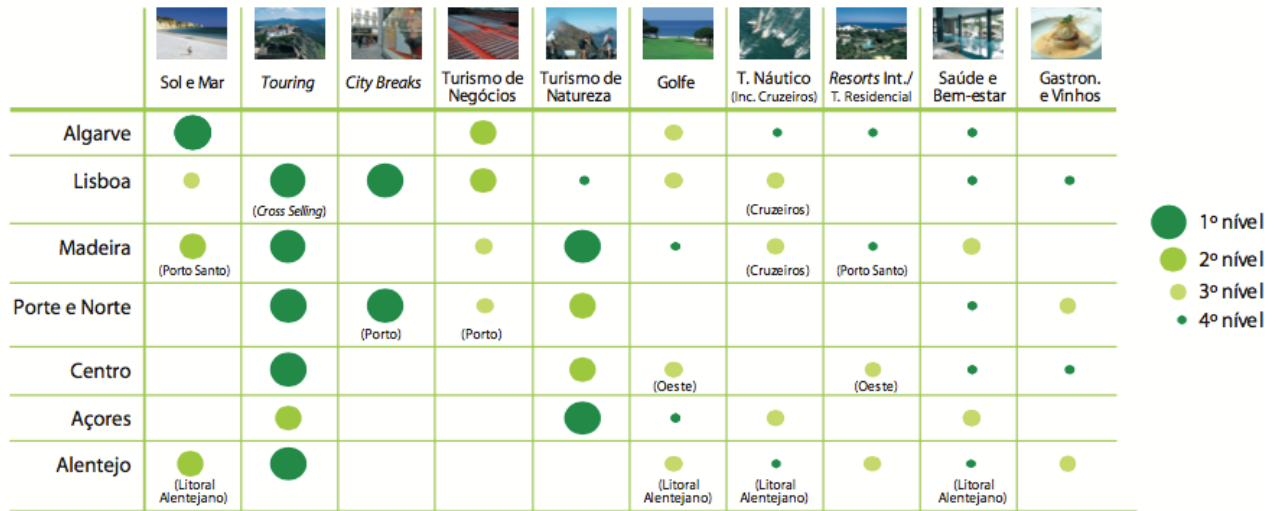 Sol e Mar
Touring
City Breaks
Turismo de
Negócios
Turismo de
Natureza
Golfe
T. Náutico
(Inc. Cruzeiros)
Resorts Int./
T. Residencial
Saúde e
Bem-estar
Gastron.
e Vinhos
Algarve
Lisboa
(Cross Selling)
(Cruzeiros)
Madeira
(Porto Santo)
(Cruzeiros)
(Porto Santo)
Porte e Norte
(Porto)
(Porto)
Centro
(Oeste)
(Oeste)
Açores
Alentejo
(Litoral
Alentejano)
(Litoral
Alentejano)
(Litoral
Alentejano)
(Litoral
Alentejano)
1º nível
2º nível
3º nível
4º nível